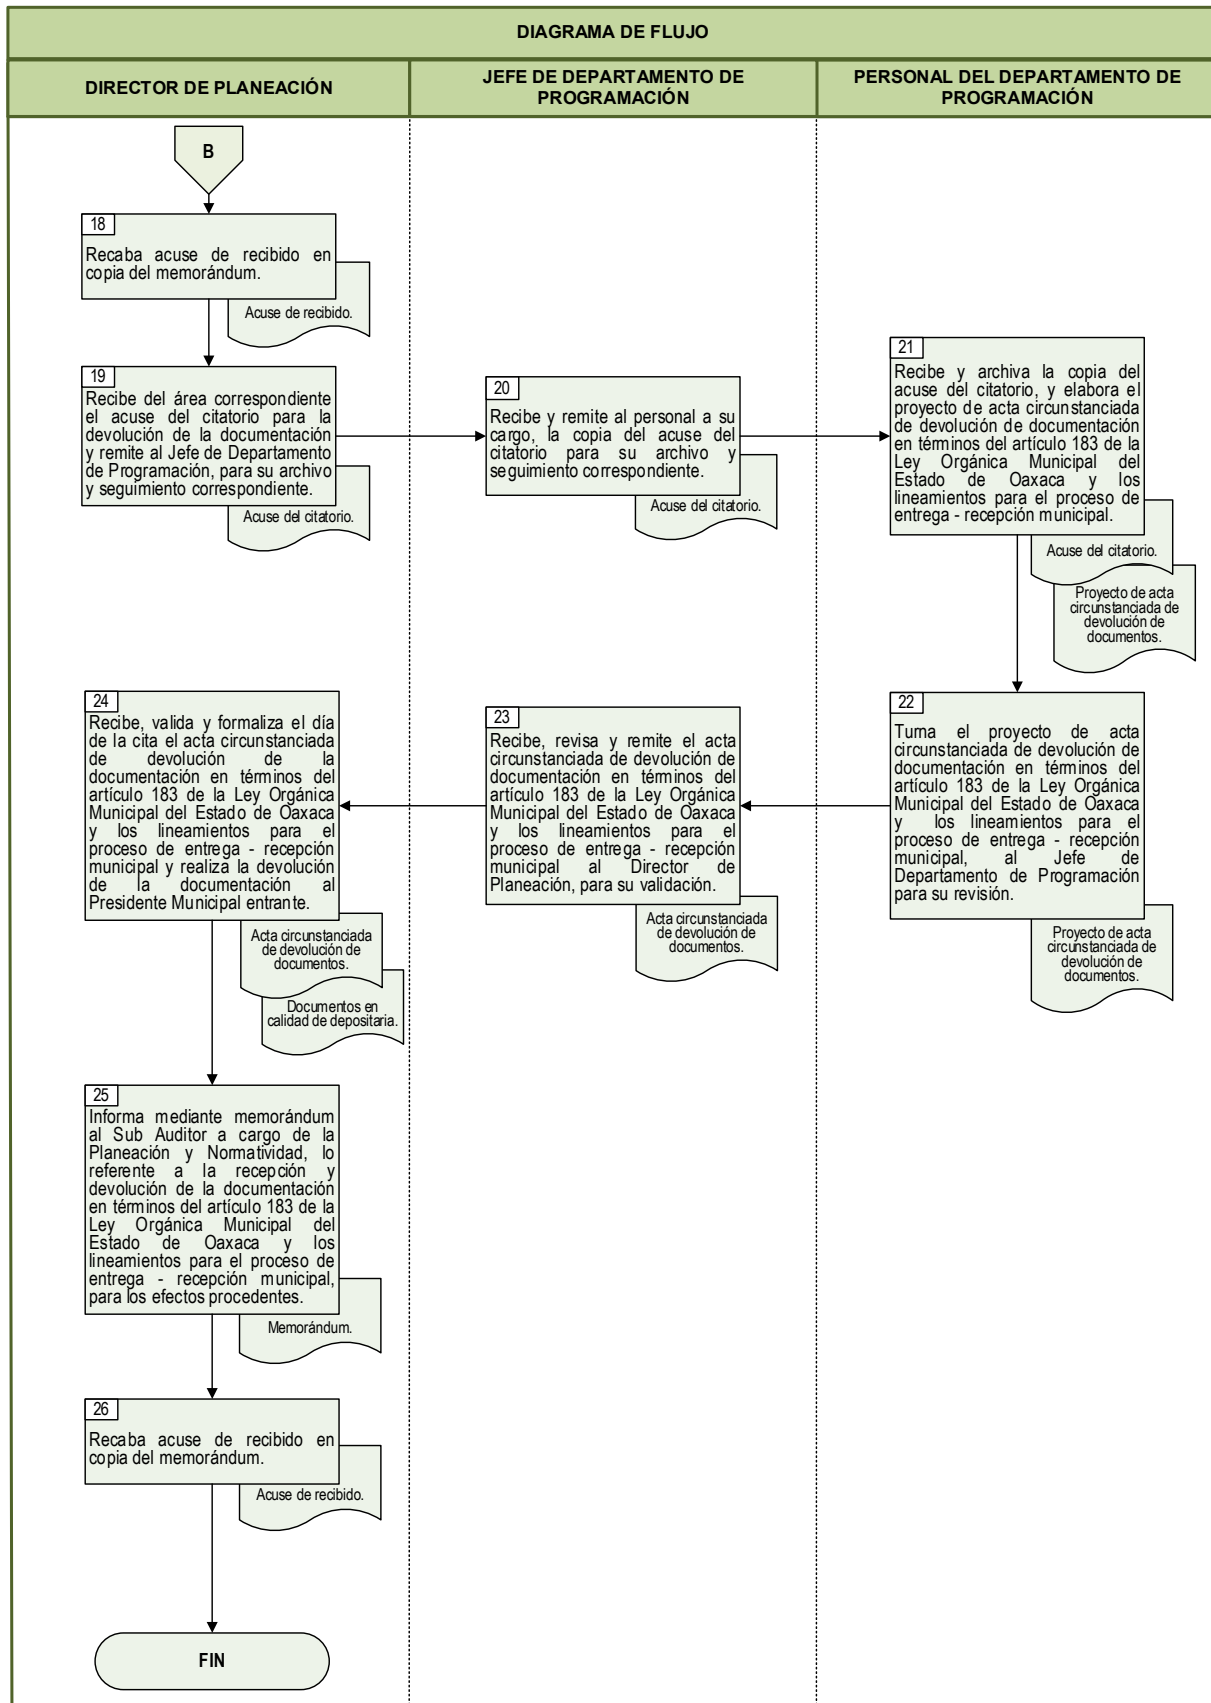 DIAGRAMA DE FLUJO
DIRECTOR DE PLANEACIÓN
JEFE DE DEPARTAMENTO DE
PROGRAMACIÓN
PERSONAL DEL DEPARTAMENTO DE
PROGRAMACIÓN
B
18
Recaba acuse de recibido en
copia del memorándum.
Acuse de recibido.
19
Recibe del área correspondiente
el acuse del citatorio para la
devolución de la documentación
y remite al Jefe de Departamento
de Programación, para su archivo
y seguimiento correspondiente.
Acuse del citatorio.
20
Recibe y remite al personal a su
cargo, la copia del acuse del
citatorio para su archivo y
seguimiento correspondiente.
Acuse del citatorio.
21
Recibe y archiva la copia del
acuse del citatorio, y elabora el
proyecto de acta circunstanciada
de devolución de documentación
en términos del artículo 183 de la
Ley Orgánica Municipal del
Estado de Oaxaca y los
lineamientos para el proceso de
entrega - recepción municipal.
Acuse del citatorio.
Proyecto de acta
circunstanciada de
devolución de
documentos.
22
Turna el proyecto de acta
circunstanciada de devolución de
documentación en términos del
artículo 183 de la Ley Orgánica
Municipal del Estado de Oaxaca
y los lineamientos para el
proceso de entrega - recepción
municipal, al Jefe de
Departamento de Programación
para su revisión.
Proyecto de acta
circunstanciada de
devolución de
documentos.
23
Recibe, revisa y remite el acta
circunstanciada de devolución de
documentación en términos del
artículo 183 de la Ley Orgánica
Municipal del Estado de Oaxaca
y los lineamientos para el
proceso de entrega - recepción
municipal al Director de
Planeación, para su validación.
Acta circunstanciada
de devolución de
documentos.
24
Recibe, valida y formaliza el día
de la cita el acta circunstanciada
de devolución de la
documentación en términos del
artículo 183 de la Ley Orgánica
Municipal del Estado de Oaxaca
y los lineamientos para el
proceso de entrega - recepción
municipal y realiza la devolución
de la documentación al
Presidente Municipal entrante.
Acta circunstanciada
de devolución de
documentos.
Documentos en
calidad de depositaria.
25
Informa mediante memorándum
al Sub Auditor a cargo de la
Planeación y Normatividad, lo
referente a la recepción y
devolución de la documentación
en términos del artículo 183 de la
Ley Orgánica Municipal del
Estado de Oaxaca y los
lineamientos para el proceso de
entrega - recepción municipal,
para los efectos procedentes.
Memorándum.
26
Recaba acuse de recibido en
copia del memorándum.
Acuse de recibido.
FIN